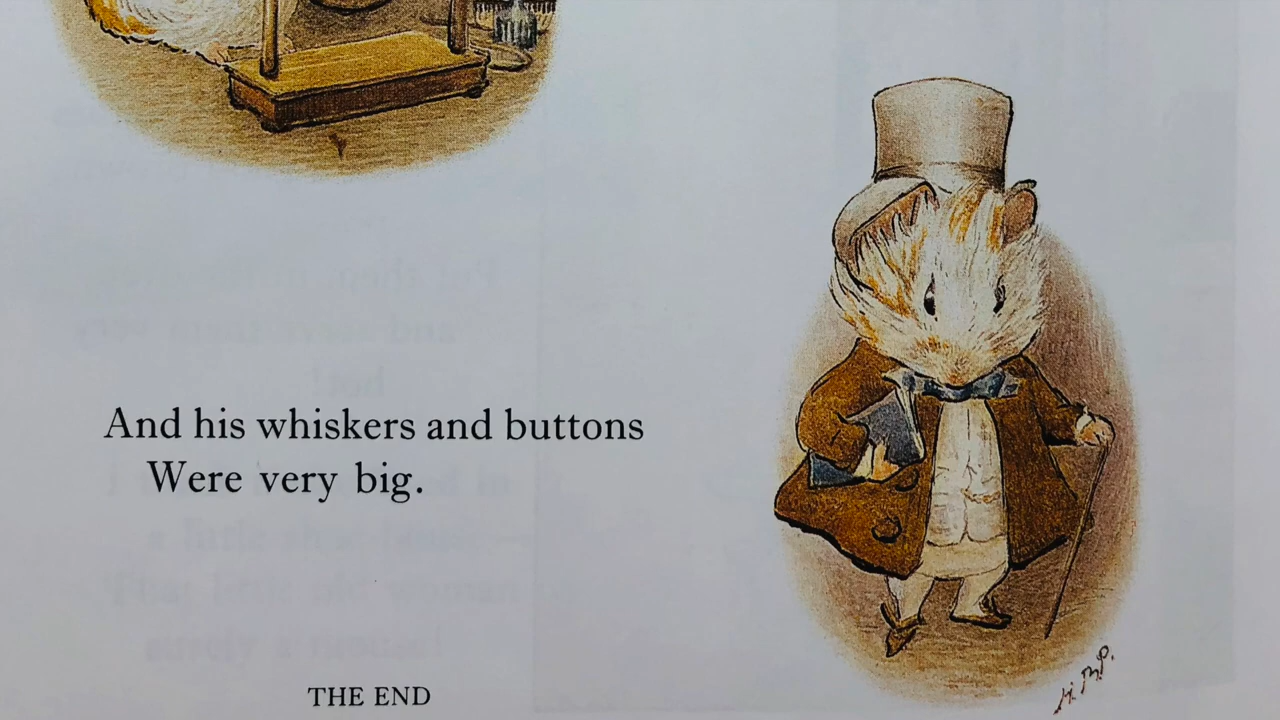 And his whiskers and buttons
Were very big.
THE END
H.B.P.